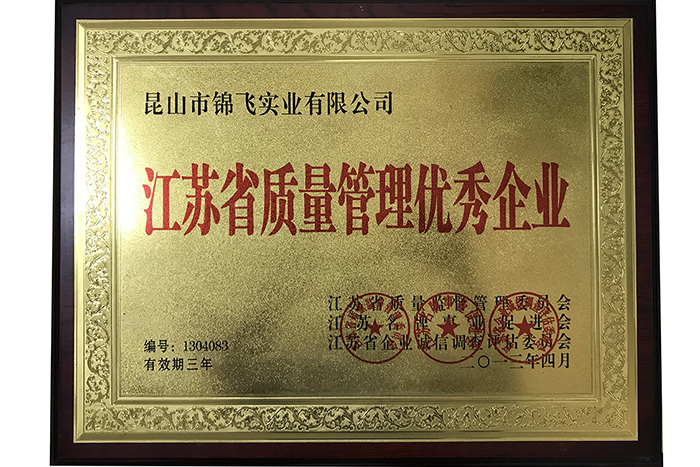 昆山市锦飞实业有限公司
江苏省质量管理优秀企业
江苏省质量监督管理委员会
江苏省理事业促进会
江苏省企业诚信调查评估委员会
编号:1304083
有效期三年
二〇一三年四月